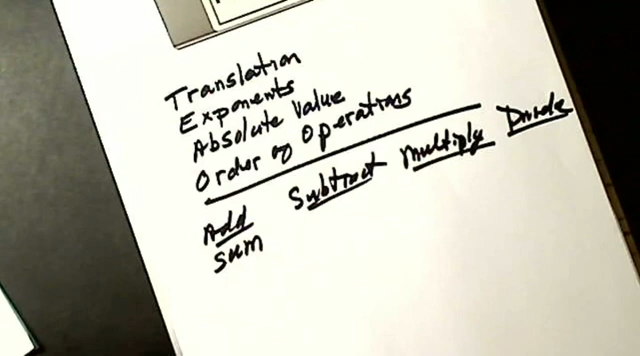 Translation
Exponents
Absolute Value
Order of Operations
Add Subtract Multiply Divide
Sum